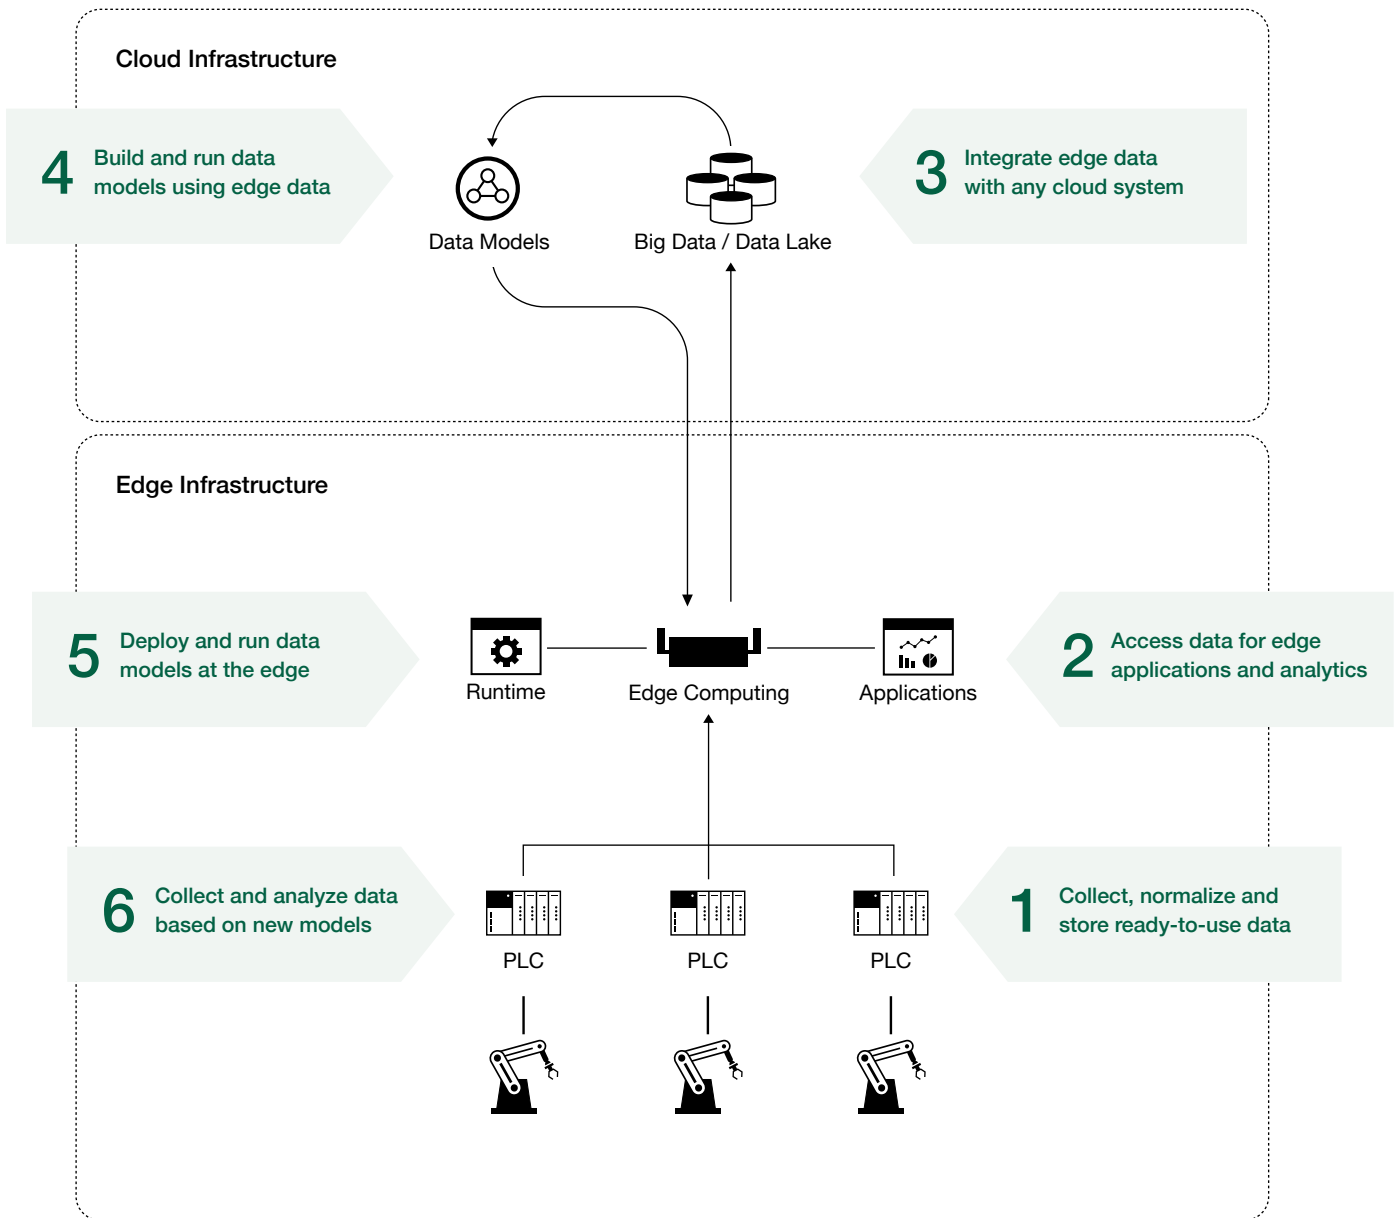 Cloud Infrastructure
4
Build and run data
models using edge data
3
Integrate edge data
with any cloud system
Data Models
Big Data / Data Lake
Edge Infrastructure
5
Deploy and run data
models at the edge
2
Access data for edge
applications and analytics
Runtime
Edge Computing
Applications
6
Collect and analyze data
based on new models
1
Collect, normalize and
store ready-to-use data
PLC
PLC
PLC